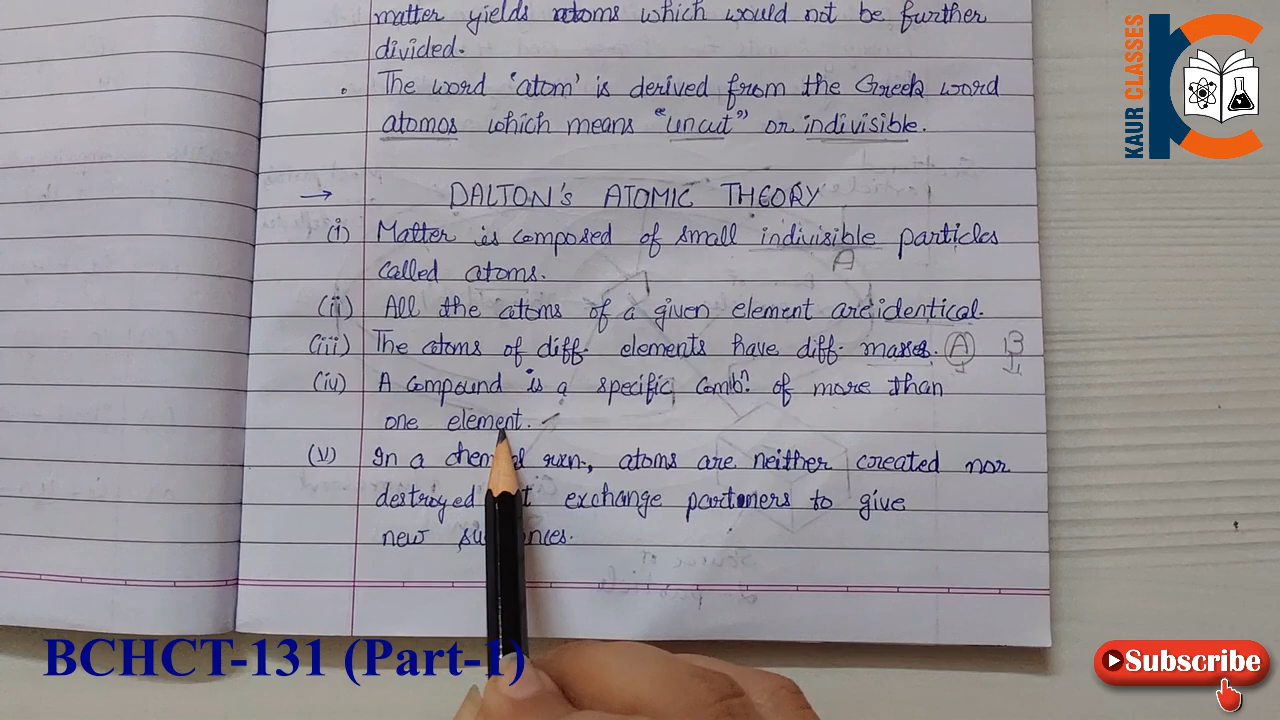 matter yields atoms which would not be further
divided.
The word 'atom' is derived from the Greek word
atomos which means "uncut" or indivisible.
→ DALTON's ATOMIC THEORY
(i) Matter is composed of small indivisible particles
A
called atoms.
(ii) All the atoms of a given element are identical.
(iii) The atoms of diff. elements have diff. masses. A B
(iv) A compound is a specific combn of more than
one element.
(v) In a rxn, atoms are neither created nor
destroyed exchange partners to give
new
KAUR CLASSES
BCHCT-131 (Part-1)
Subscribe